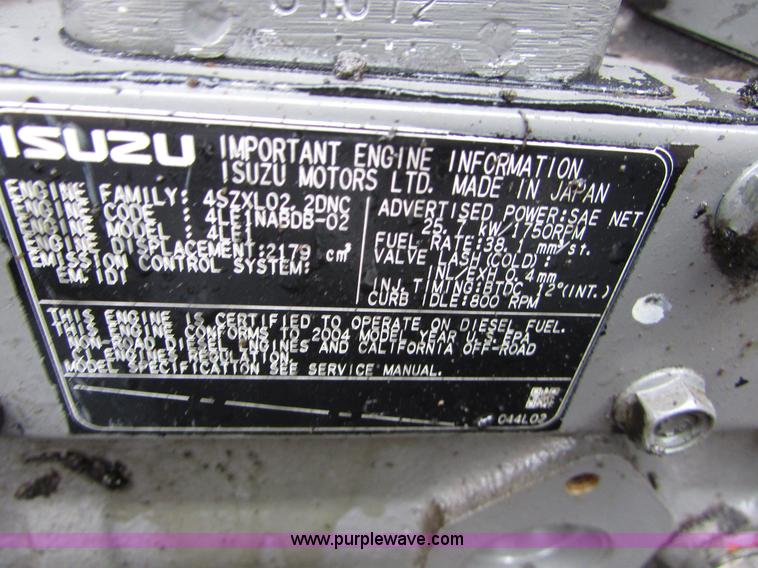 ISUZU IMPORTANT ENGINE INFORMATION
ISUZU MOTORS LTD. MADE IN JAPAN
ENGINE FAMILY: 4SZXL02.2DNC
ENGINE CODE : 4LE1NABDB-02
ENGINE MODEL : 4LE1
ENGINE DISPLACEMENT:2179 cm³
EMISSION CONTROL SYSTEM:
EM,IDI
ADVERTISED POWER:SAE NET
25.7 kW/1750RPM
FUEL RATE:38.1 mm³/st.
VALVE LASH(COLD):
INL/EXH 0.4mm
INJ.TIMING:BTDC 12°(INT.)
CURB IDLE:800 RPM
THIS ENGINE IS CERTIFIED TO OPERATE ON DIESEL FUEL.
THIS ENGINE CONFORMS TO 2004 MODEL YEAR U.S.EPA
NON-ROAD DIESEL ENGINES AND CALIFORNIA OFF-ROAD
CI ENGINES REGULATION.
MODEL SPECIFICATION SEE SERVICE MANUAL.
C44L02
www.purplewave.com